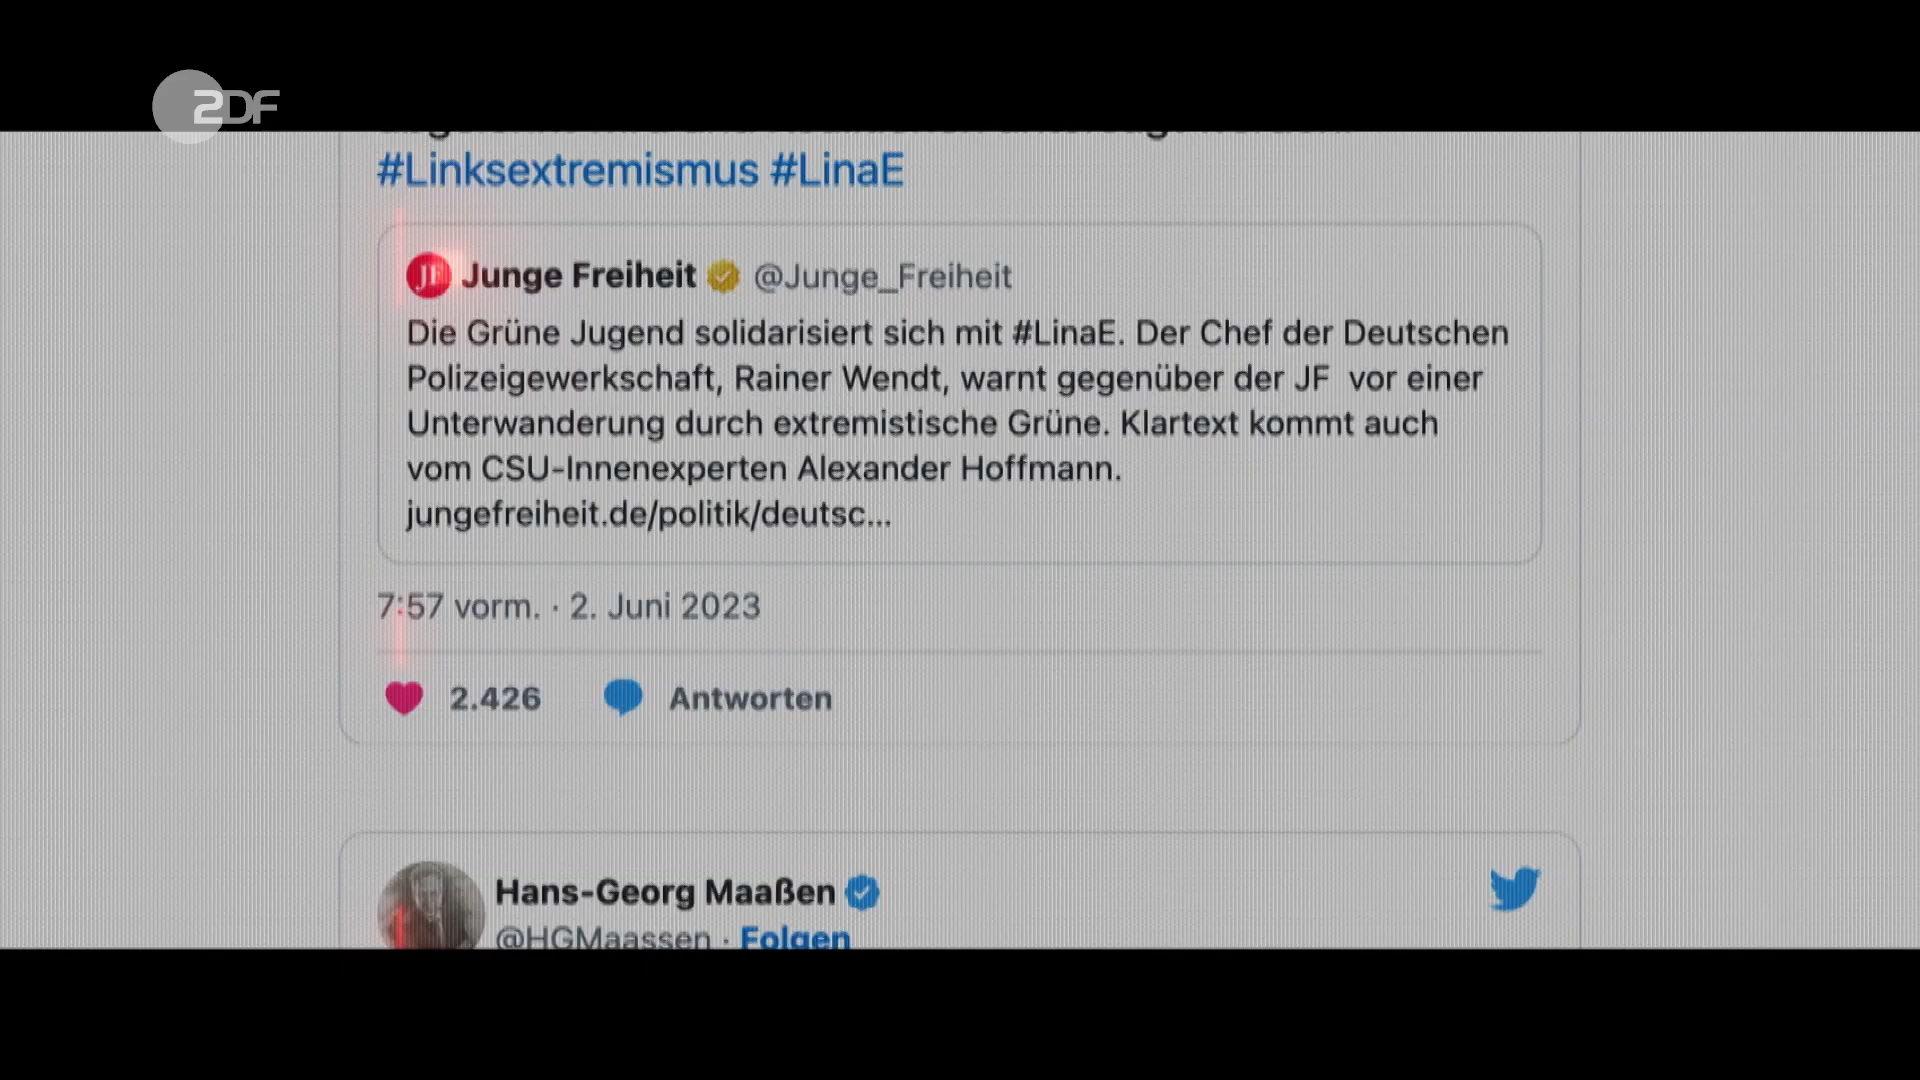 ZDF
#Linksextremismus #LinaE
JF Junge Freiheit @Junge_Freiheit
Die Grüne Jugend solidarisiert sich mit #LinaE. Der Chef der Deutschen
Polizeigewerkschaft, Rainer Wendt, warnt gegenüber der JF  vor einer
Unterwanderung durch extremistische Grüne. Klartext kommt auch
vom CSU-Innenexperten Alexander Hoffmann.
jungefreiheit.de/politik/deutsc...
7:57 vorm. · 2. Juni 2023
2.426 Antworten
Hans-Georg Maaßen
@HGMaassen · Folgen